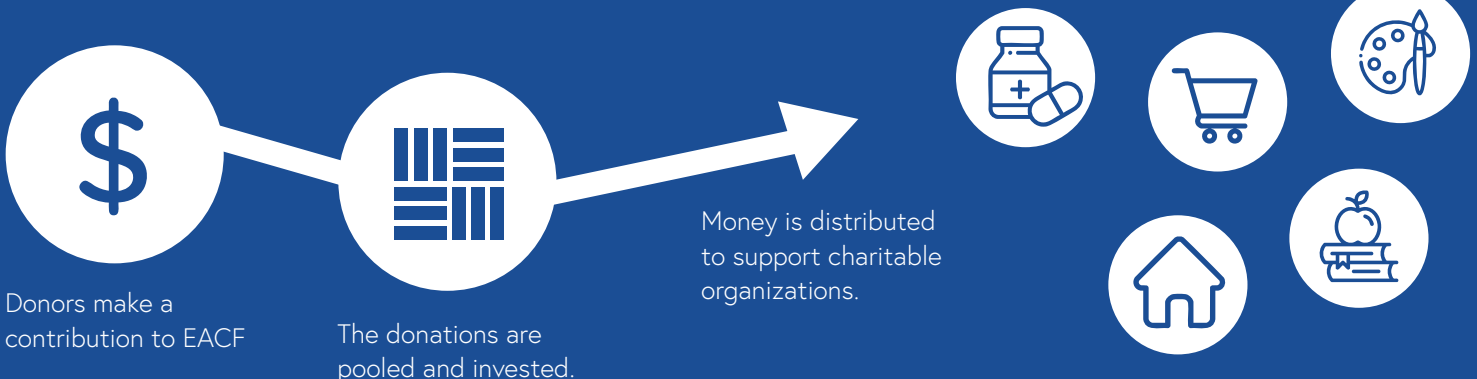 Donors make a
contribution to EACF
The donations are
pooled and invested.
Money is distributed
to support charitable
organizations.